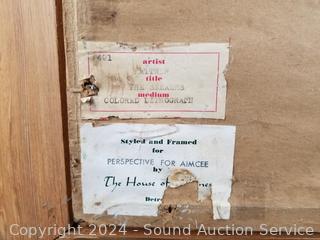 artist
title
THE
medium
COLORED LITHOGRAPH
Styled and Framed
for
PERSPECTIVE FOR AIMCEE
by
The House of
Copyright 2024 - Sound Auction Service